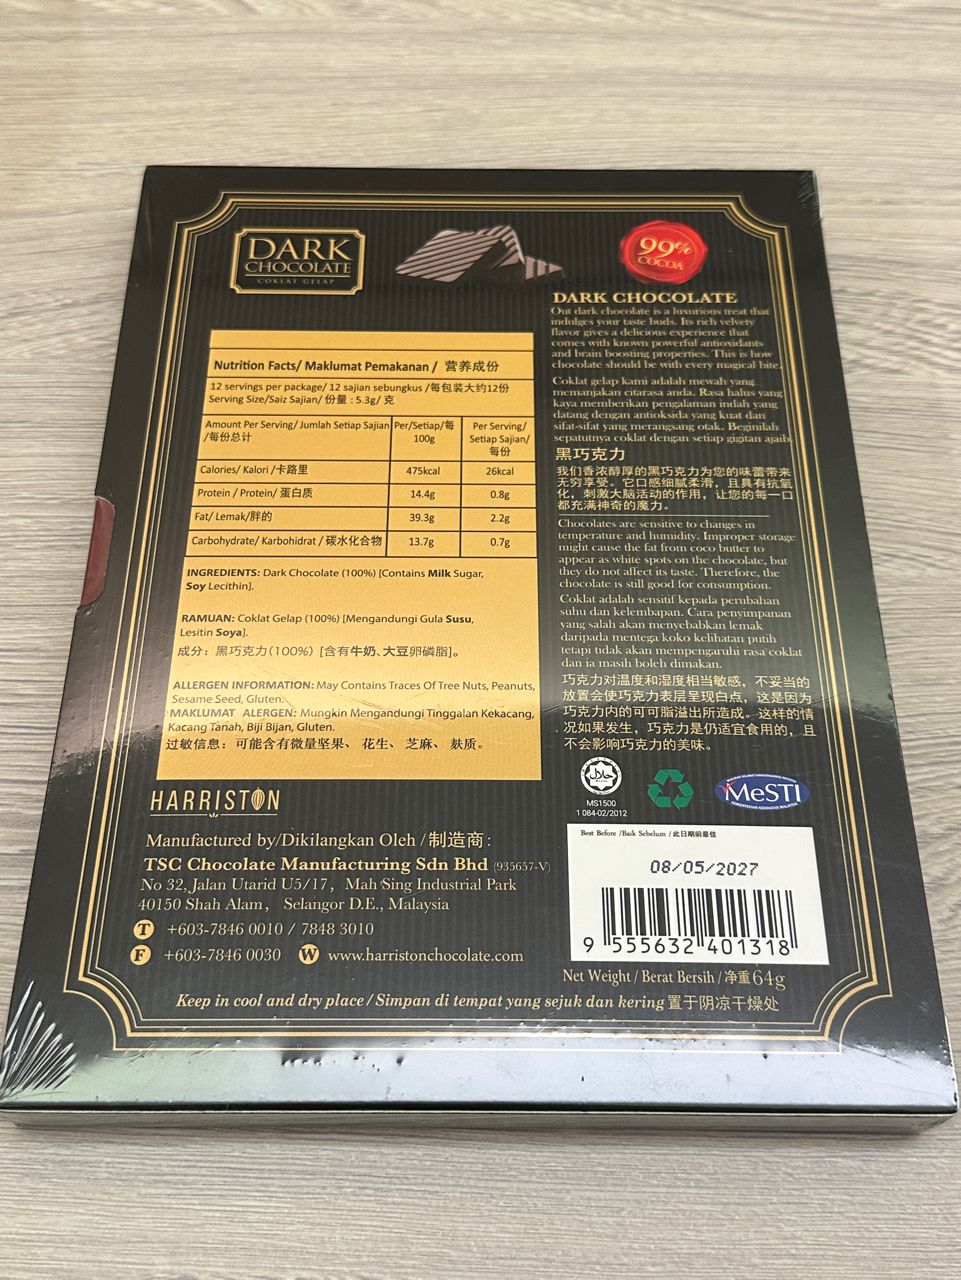 DARK
CHOCOLATE
COKLAT GELAP
99%
COCOA
Nutrition Facts/ Maklumat Pemakanan / 营养成份
12 servings per package/ 12 sajian sebungkus /每包装大约12份
Serving Size/Saiz Sajian/ 份量 : 5.3g/ 克
Amount Per Serving/ Jumlah Setiap Sajian /每份总计
Per/Setiap/每 100g
Per Serving/ Setiap Sajian/ 每份
Calories/ Kalori /卡路里 475kcal 26kcal
Protein / Protein/ 蛋白质 14.4g 0.8g
Fat/ Lemak/胖的 39.3g 2.2g
Carbohydrate/ Karbohidrat / 碳水化合物 13.7g 0.7g
INGREDIENTS: Dark Chocolate (100%) [Contains Milk Sugar,
Soy Lecithin].
RAMUAN: Coklat Gelap (100%) [Mengandungi Gula Susu,
Lesitin Soya].
成分：黑巧克力(100%) [含有牛奶、大豆卵磷脂]。
ALLERGEN INFORMATION: May Contains Traces Of Tree Nuts, Peanuts,
Sesame Seed, Gluten.
MAKLUMAT ALERGEN: Mungkin Mengandungi Tinggalan Kekacang,
Kacang Tanah, Biji Bijan, Gluten.
过敏信息：可能含有微量坚果、 花生、 芝麻、 麸质。
DARK CHOCOLATE
Out dark chocolate is a luxurious treat that
indulges your taste buds. Its rich velvety
flavor gives a delicious experience that
comes with known powerful antioxidants
and brain boosting properties. This is how
chocolate should be with every magical bite.
Coklat gelap kami adalah mewah yang
memanjakan citarasa anda. Rasa halus yang
kaya memberikan pengalaman indah yang
datang dengan antioksida yang kuat dan
sifat-sifat yang merangsang otak. Beginilah
sepatutnya coklat dengan setiap gigitan ajaib.
黑巧克力
我们香浓醇厚的黑巧克力为您的味蕾带来
无穷享受。它口感细腻柔滑，且具有抗氧
化，刺激大脑活动的作用，让您的每一口
都充满神奇的魔力。
Chocolates are sensitive to changes in
temperature and humidity. Improper storage
might cause the fat from coco butter to
appear as white spots on the chocolate, but
they do not affect its taste. Therefore, the
chocolate is still good for consumption.
Coklat adalah sensitif kepada perubahan
suhu dan kelembapan. Cara penyimpanan
yang salah akan menyebabkan lemak
daripada mentega koko kelihatan putih
tetapi tidak akan mempengaruhi rasa coklat
dan ia masih boleh dimakan.
巧克力对温度和湿度相当敏感，不妥当的
放置会使巧克力表层呈现白点，这是因为
巧克力内的可可脂溢出所造成。这样的情
况如果发生，巧克力是仍适宜食用的，且
不会影响巧克力的美味。
MS1500
1 084-02/2012
MeSTI
HARRISTON
Manufactured by/Dikilangkan Oleh /制造商:
TSC Chocolate Manufacturing Sdn Bhd (935657-V)
No 32, Jalan Utarid U5/17, Mah Sing Industrial Park
40150 Shah Alam, Selangor D.E., Malaysia
T +603-7846 0010 / 7848 3010
F +603-7846 0030 W www.harristonchocolate.com
Best Before /Baik Sebelum / 此日期前最佳
08/05/2027
9 555632 401318
Net Weight / Berat Bersih / 净重 64g
Keep in cool and dry place / Simpan di tempat yang sejuk dan kering 置于阴凉干燥处